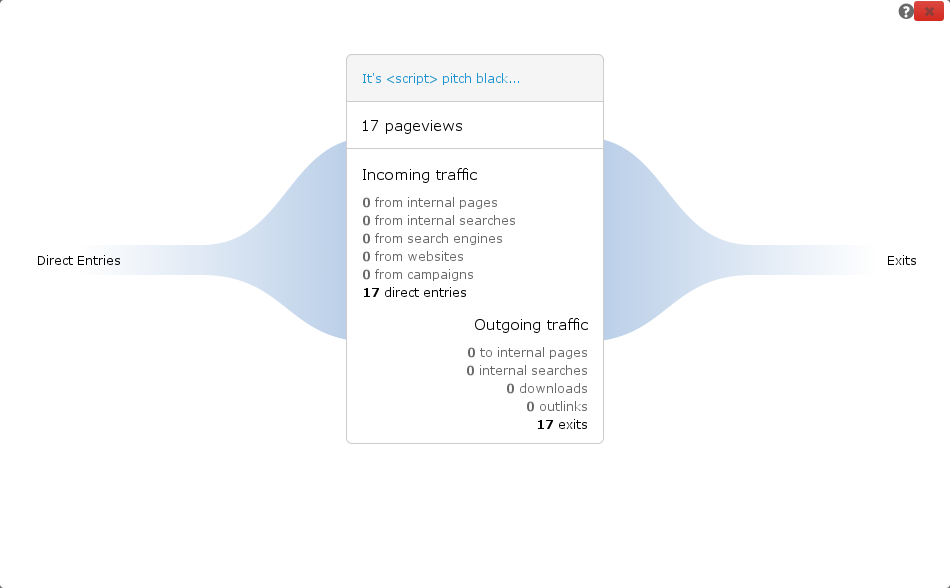 It's <script> pitch black...
17 pageviews
Incoming traffic
0 from internal pages
0 from internal searches
0 from search engines
0 from websites
0 from campaigns
17 direct entries
Direct Entries
Exits
Outgoing traffic
0 to internal pages
0 internal searches
0 downloads
0 outlinks
17 exits